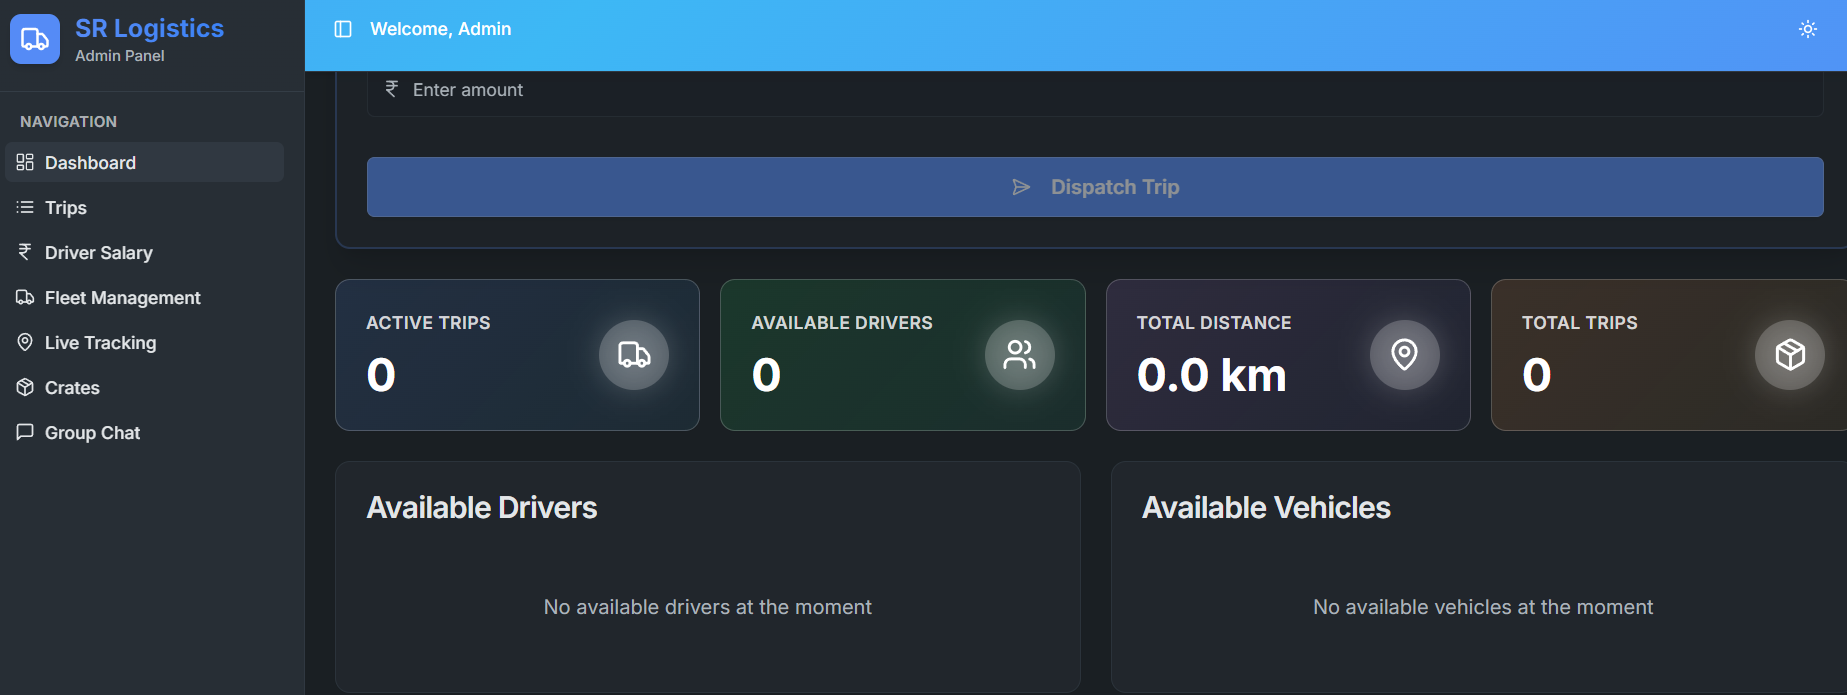 SR Logistics
Admin Panel
NAVIGATION
Dashboard
Trips
Driver Salary
Fleet Management
Live Tracking
Crates
Group Chat
Welcome, Admin
₹ Enter amount
Dispatch Trip
ACTIVE TRIPS
0
AVAILABLE DRIVERS
0
TOTAL DISTANCE
0.0 km
TOTAL TRIPS
0
Available Drivers
No available drivers at the moment
Available Vehicles
No available vehicles at the moment